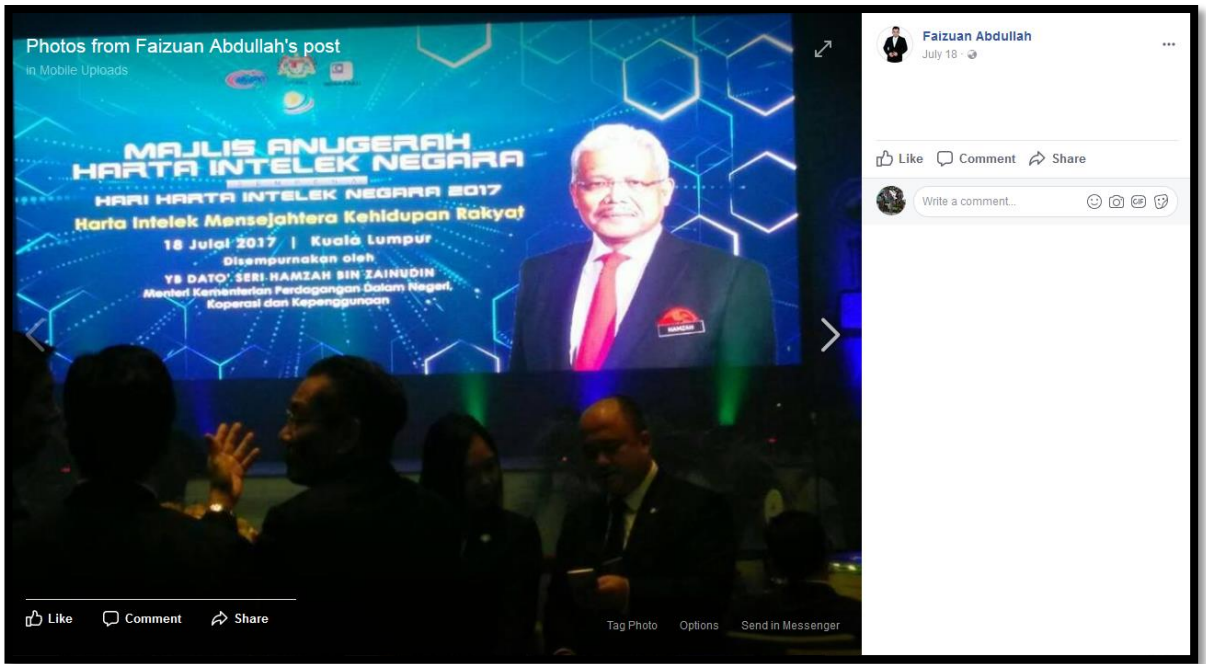 Photos from Faizuan Abdullah's post
in Mobile Uploads
MAJLIS ANUGERAH
HARTA INTELEK NEGARA
SEMPENA
HARI HARTA INTELEK NEGARA 2017
Harta Intelek Mensejahtera Kehidupan Rakyat
18 Julai 2017 | Kuala Lumpur
Disempurnakan oleh
YB DATO' SERI HAMZAH BIN ZAINUDIN
Menteri Kementerian Perdagangan Dalam Negeri,
Koperasi dan Kepenggunaan
HAMZAH
Like Comment Share
Tag Photo Options Send in Messenger
Faizuan Abdullah
July 18
Like Comment Share
Write a comment...
GIF